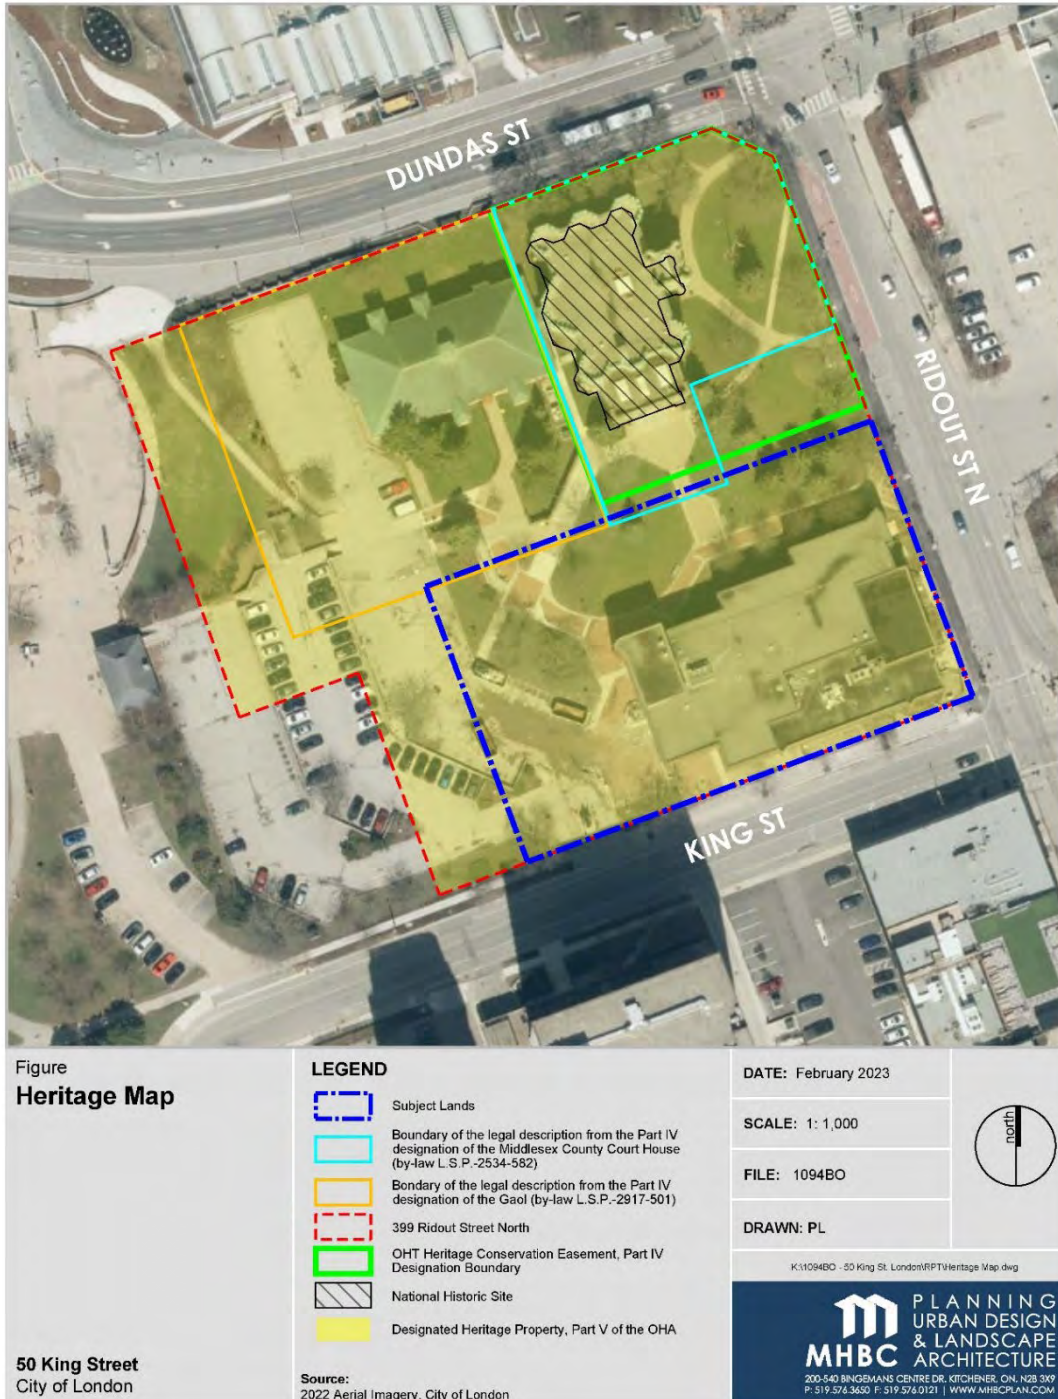 DUNDAS ST
RIDOUT ST N
KING ST
Figure
Heritage Map
50 King Street
City of London
LEGEND
Subject Lands
Boundary of the legal description from the Part IV
designation of the Middlesex County Court House
(by-law L.S.P.-2534-582)
Bondary of the legal description from the Part IV
designation of the Gaol (by-law L.S.P.-2917-501)
399 Ridout Street North
OHT Heritage Conservation Easement, Part IV
Designation Boundary
National Historic Site
Designated Heritage Property, Part V of the OHA
Source:
2022 Aerial Imagery, City of London
DATE: February 2023
SCALE: 1: 1,000
FILE: 1094BO
DRAWN: PL
north
K:\1094BO - 50 King St. London\RPT\Heritage Map.dwg
MHBC
PLANNING
URBAN DESIGN
& LANDSCAPE
ARCHITECTURE
200-540 BINGEMANS CENTRE DR. KITCHENER, ON. N2B 3X9
P: 519.576.3650 F: 519.576.0121 | WWW.MHBCPLAN.COM